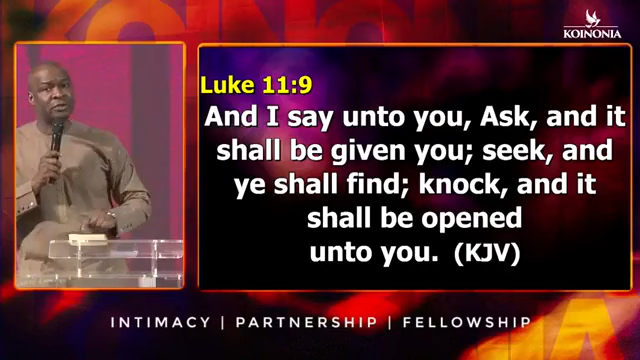 KOINONIA
Luke 11:9
And I say unto you, Ask, and it
shall be given you; seek, and
ye shall find; knock, and it
shall be opened
unto you. (KJV)
INTIMACY | PARTNERSHIP | FELLOWSHIP